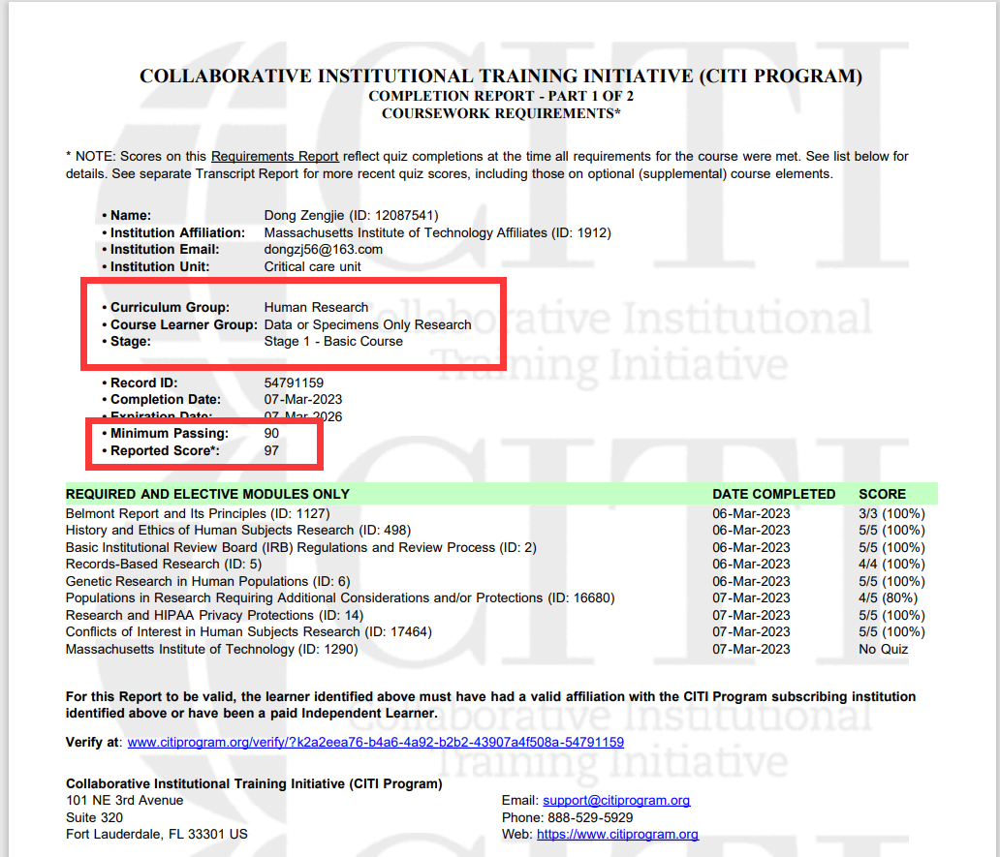 COLLABORATIVE INSTITUTIONAL TRAINING INITIATIVE (CITI PROGRAM)
COMPLETION REPORT - PART 1 OF 2
COURSEWORK REQUIREMENTS*
* NOTE: Scores on this Requirements Report reflect quiz completions at the time all requirements for the course were met. See list below for
details. See separate Transcript Report for more recent quiz scores, including those on optional (supplemental) course elements.
• Name: Dong Zengjie (ID: 12087541)
• Institution Affiliation: Massachusetts Institute of Technology Affiliates (ID: 1912)
• Institution Email: dongzj56@163.com
• Institution Unit: Critical care unit
• Curriculum Group: Human Research
• Course Learner Group: Data or Specimens Only Research
• Stage: Stage 1 - Basic Course
• Record ID: 54791159
• Completion Date: 07-Mar-2023
• Expiration Date: 07-Mar-2026
• Minimum Passing: 90
• Reported Score*: 97
REQUIRED AND ELECTIVE MODULES ONLY DATE COMPLETED SCORE
Belmont Report and Its Principles (ID: 1127) 06-Mar-2023 3/3 (100%)
History and Ethics of Human Subjects Research (ID: 498) 06-Mar-2023 5/5 (100%)
Basic Institutional Review Board (IRB) Regulations and Review Process (ID: 2) 06-Mar-2023 5/5 (100%)
Records-Based Research (ID: 5) 06-Mar-2023 4/4 (100%)
Genetic Research in Human Populations (ID: 6) 06-Mar-2023 5/5 (100%)
Populations in Research Requiring Additional Considerations and/or Protections (ID: 16680) 07-Mar-2023 4/5 (80%)
Research and HIPAA Privacy Protections (ID: 14) 07-Mar-2023 5/5 (100%)
Conflicts of Interest in Human Subjects Research (ID: 17464) 07-Mar-2023 5/5 (100%)
Massachusetts Institute of Technology (ID: 1290) 07-Mar-2023 No Quiz
For this Report to be valid, the learner identified above must have had a valid affiliation with the CITI Program subscribing institution
identified above or have been a paid Independent Learner.
Verify at: www.citiprogram.org/verify/?k2a2eea76-b4a6-4a92-b2b2-43907a4f508a-54791159
Collaborative Institutional Training Initiative (CITI Program)
101 NE 3rd Avenue
Suite 320
Fort Lauderdale, FL 33301 US
Email: support@citiprogram.org
Phone: 888-529-5929
Web: https://www.citiprogram.org
CITI
Collaborative Institutional
Training Initiative
CITI
Collaborative Institutional
Training Initiative